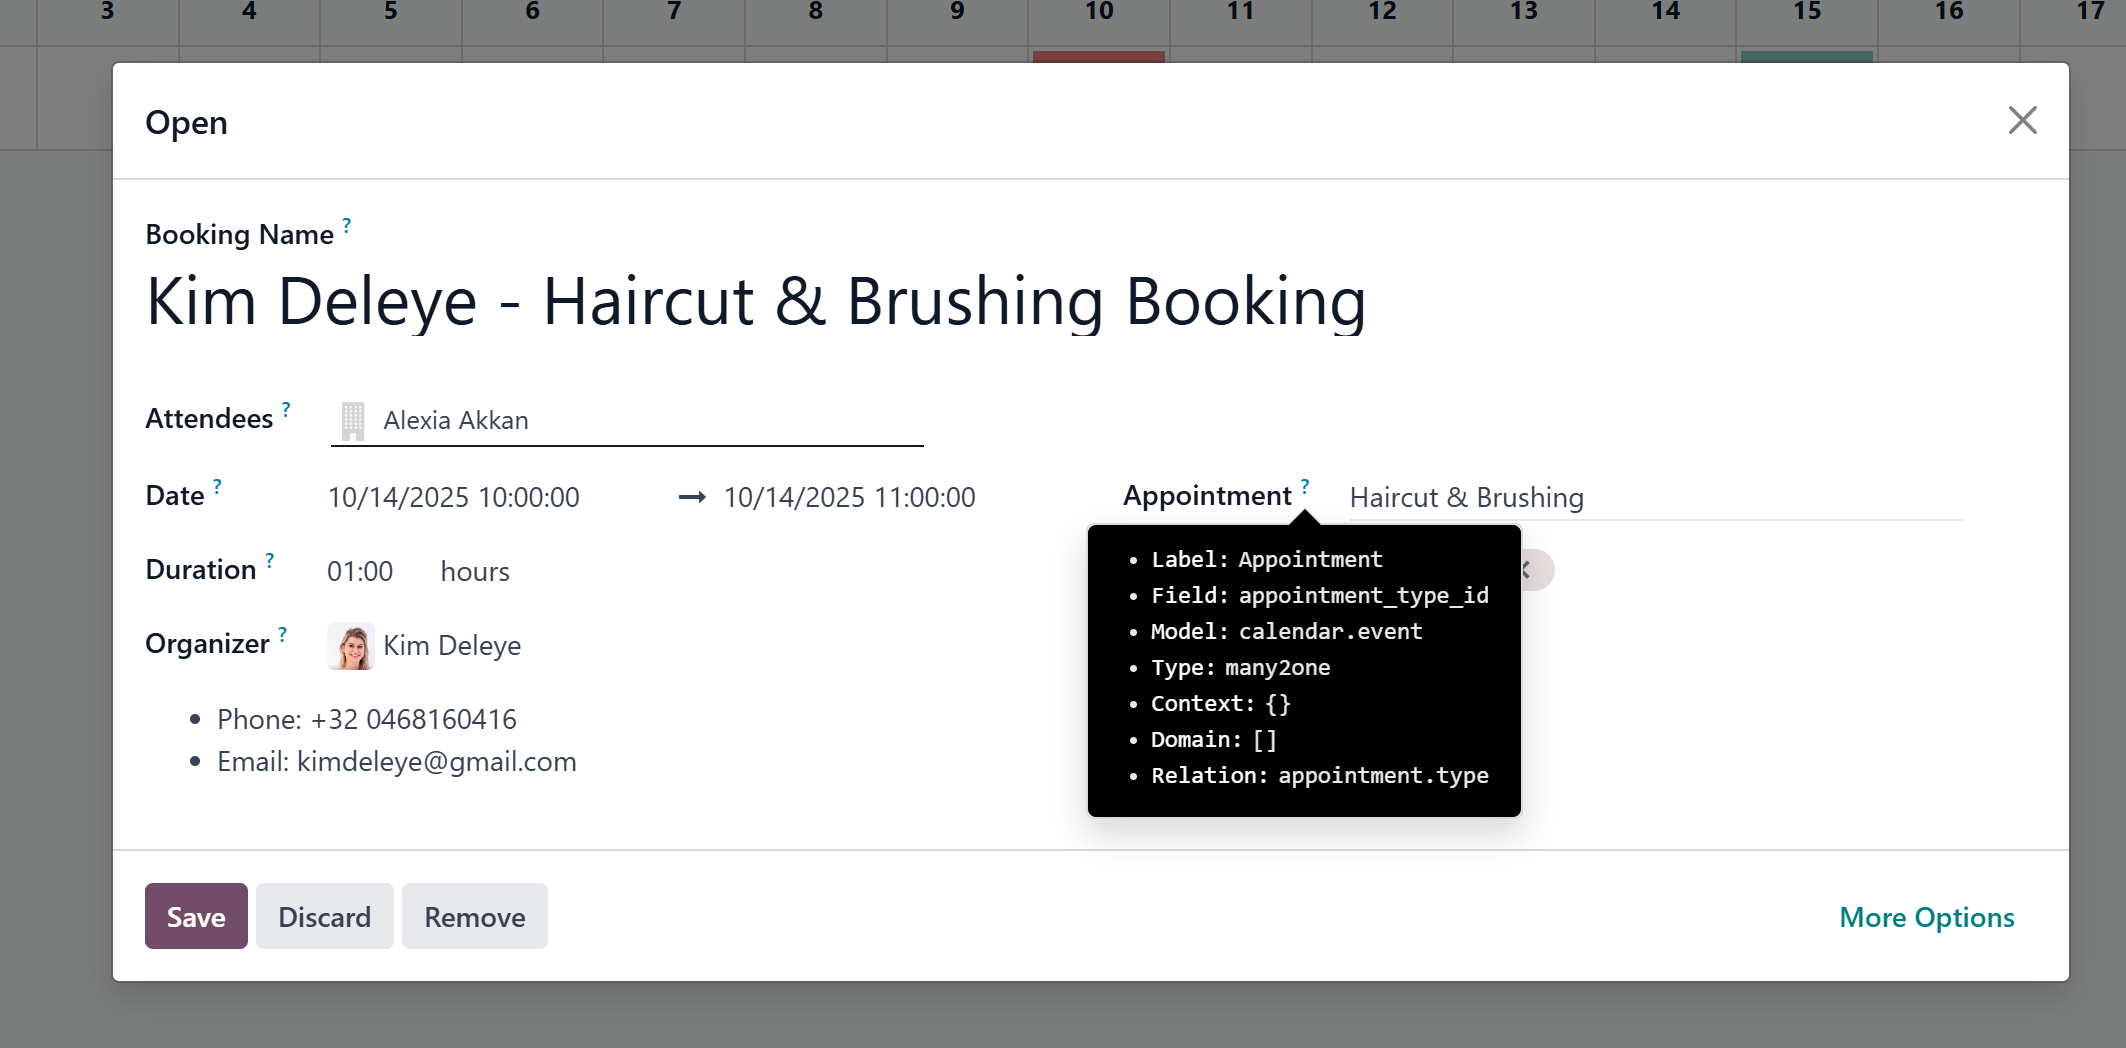 3 4 5 6 7 8 9 10 11 12 13 14 15 16 17
Open
Booking Name ?
Kim Deleye - Haircut & Brushing Booking
Attendees ? Alexia Akkan
Date ? 10/14/2025 10:00:00 → 10/14/2025 11:00:00
Appointment ? Haircut & Brushing
Duration ? 01:00 hours
Organizer ? Kim Deleye
• Phone: +32 0468160416
• Email: kimdeleye@gmail.com
• Label: Appointment
• Field: appointment_type_id
• Model: calendar.event
• Type: many2one
• Context: {}
• Domain: []
• Relation: appointment.type
Save Discard Remove More Options